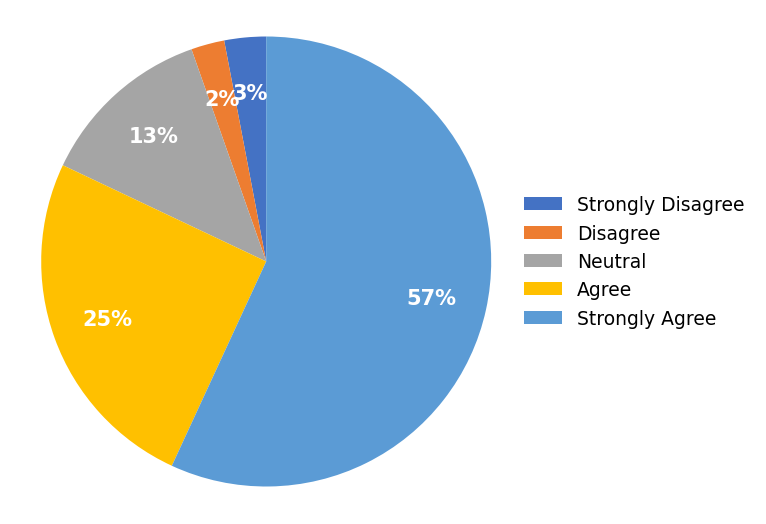 2%
3%
13%
57%
25%
Strongly Disagree
Disagree
Neutral
Agree
Strongly Agree